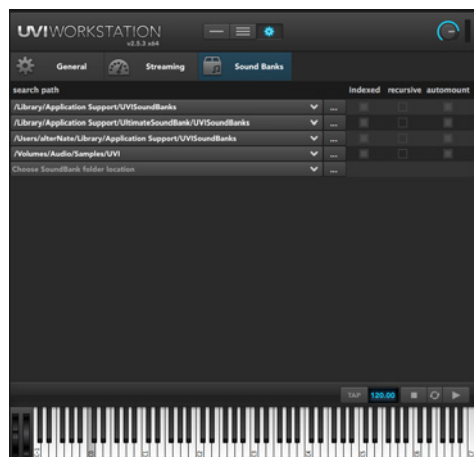 UVIWORKSTATION
v2.5.3 x64
General Streaming Sound Banks
search path indexed recursive automount
/Library/Application Support/UVISoundBanks ...
/Library/Application Support/UltimateSoundBank/UVISoundBanks ...
/Users/alterNate/Library/Application Support/UVISoundBanks ...
/Volumes/Audio/Samples/UVI ...
Choose SoundBank folder location ...
TAP 120.00